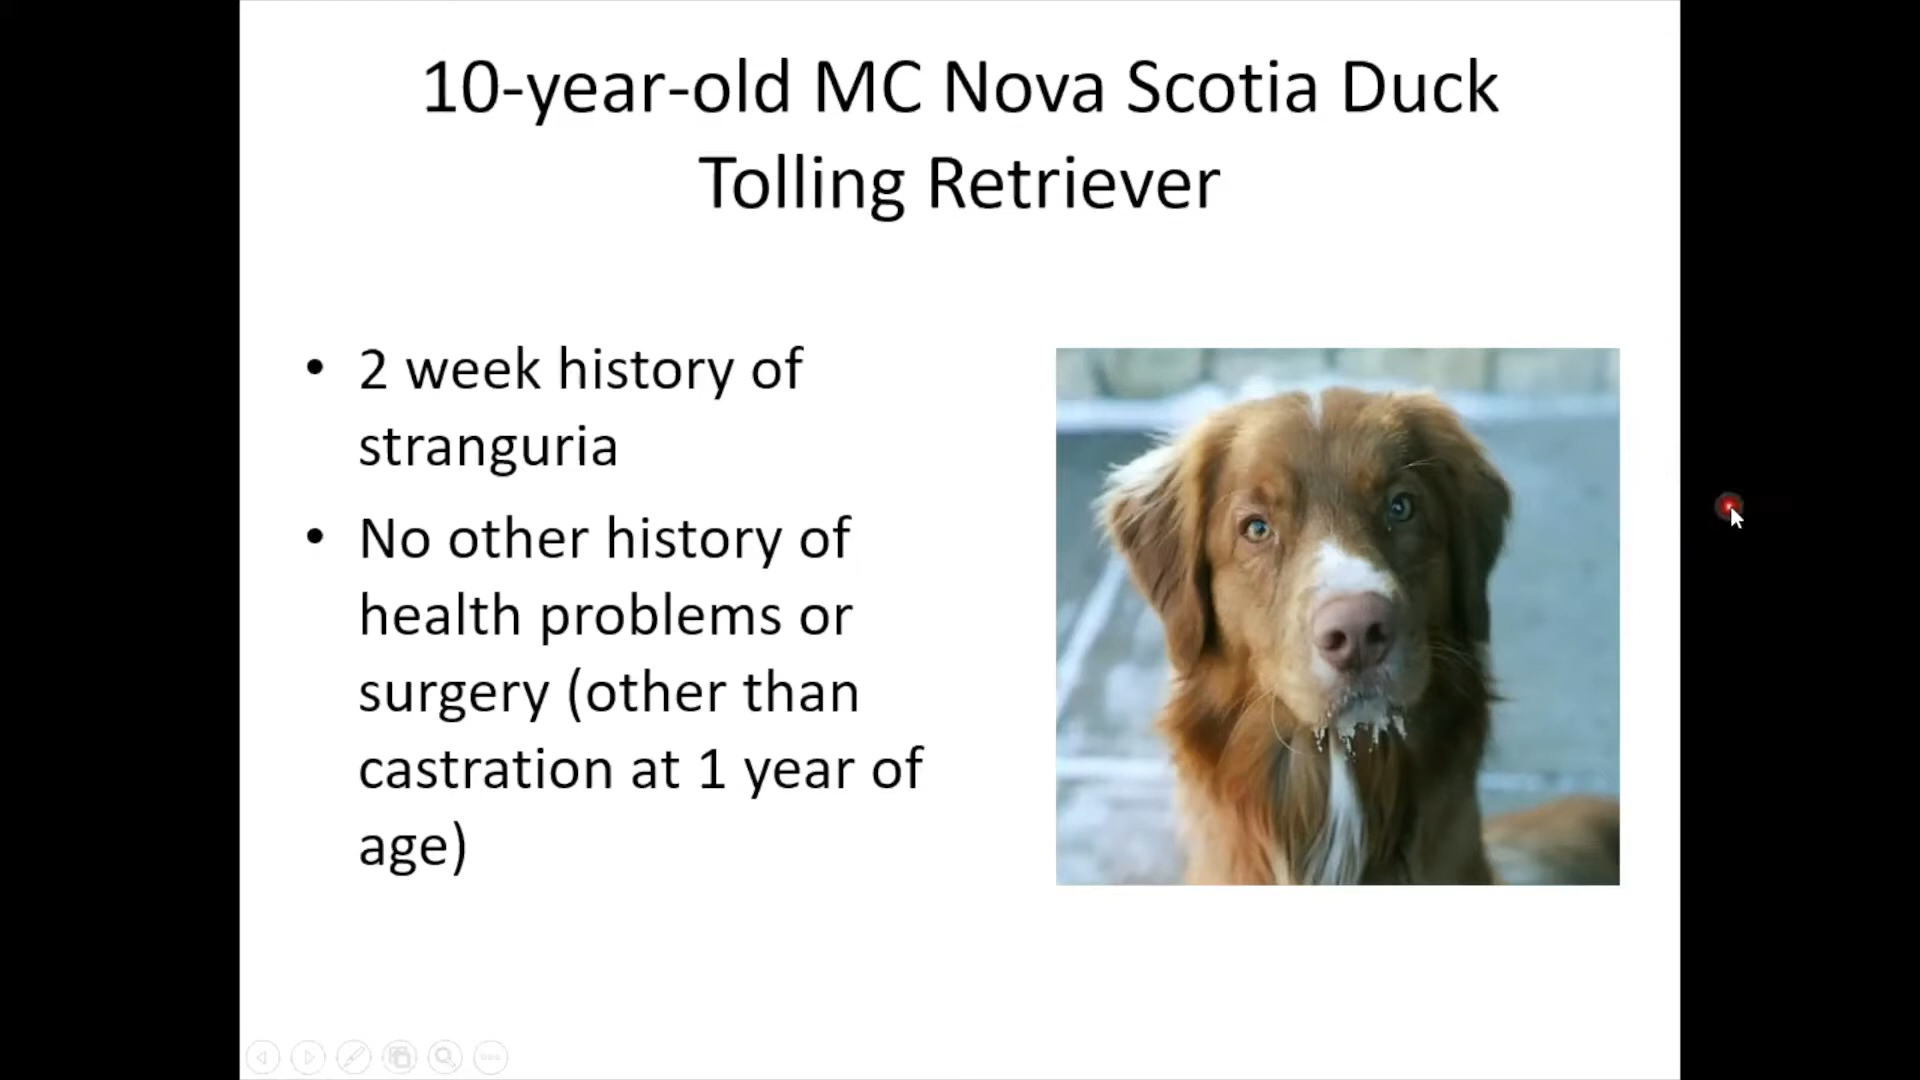 10-year-old MC Nova Scotia Duck
Tolling Retriever
• 2 week history of
stranguria
• No other history of
health problems or
surgery (other than
castration at 1 year of
age)